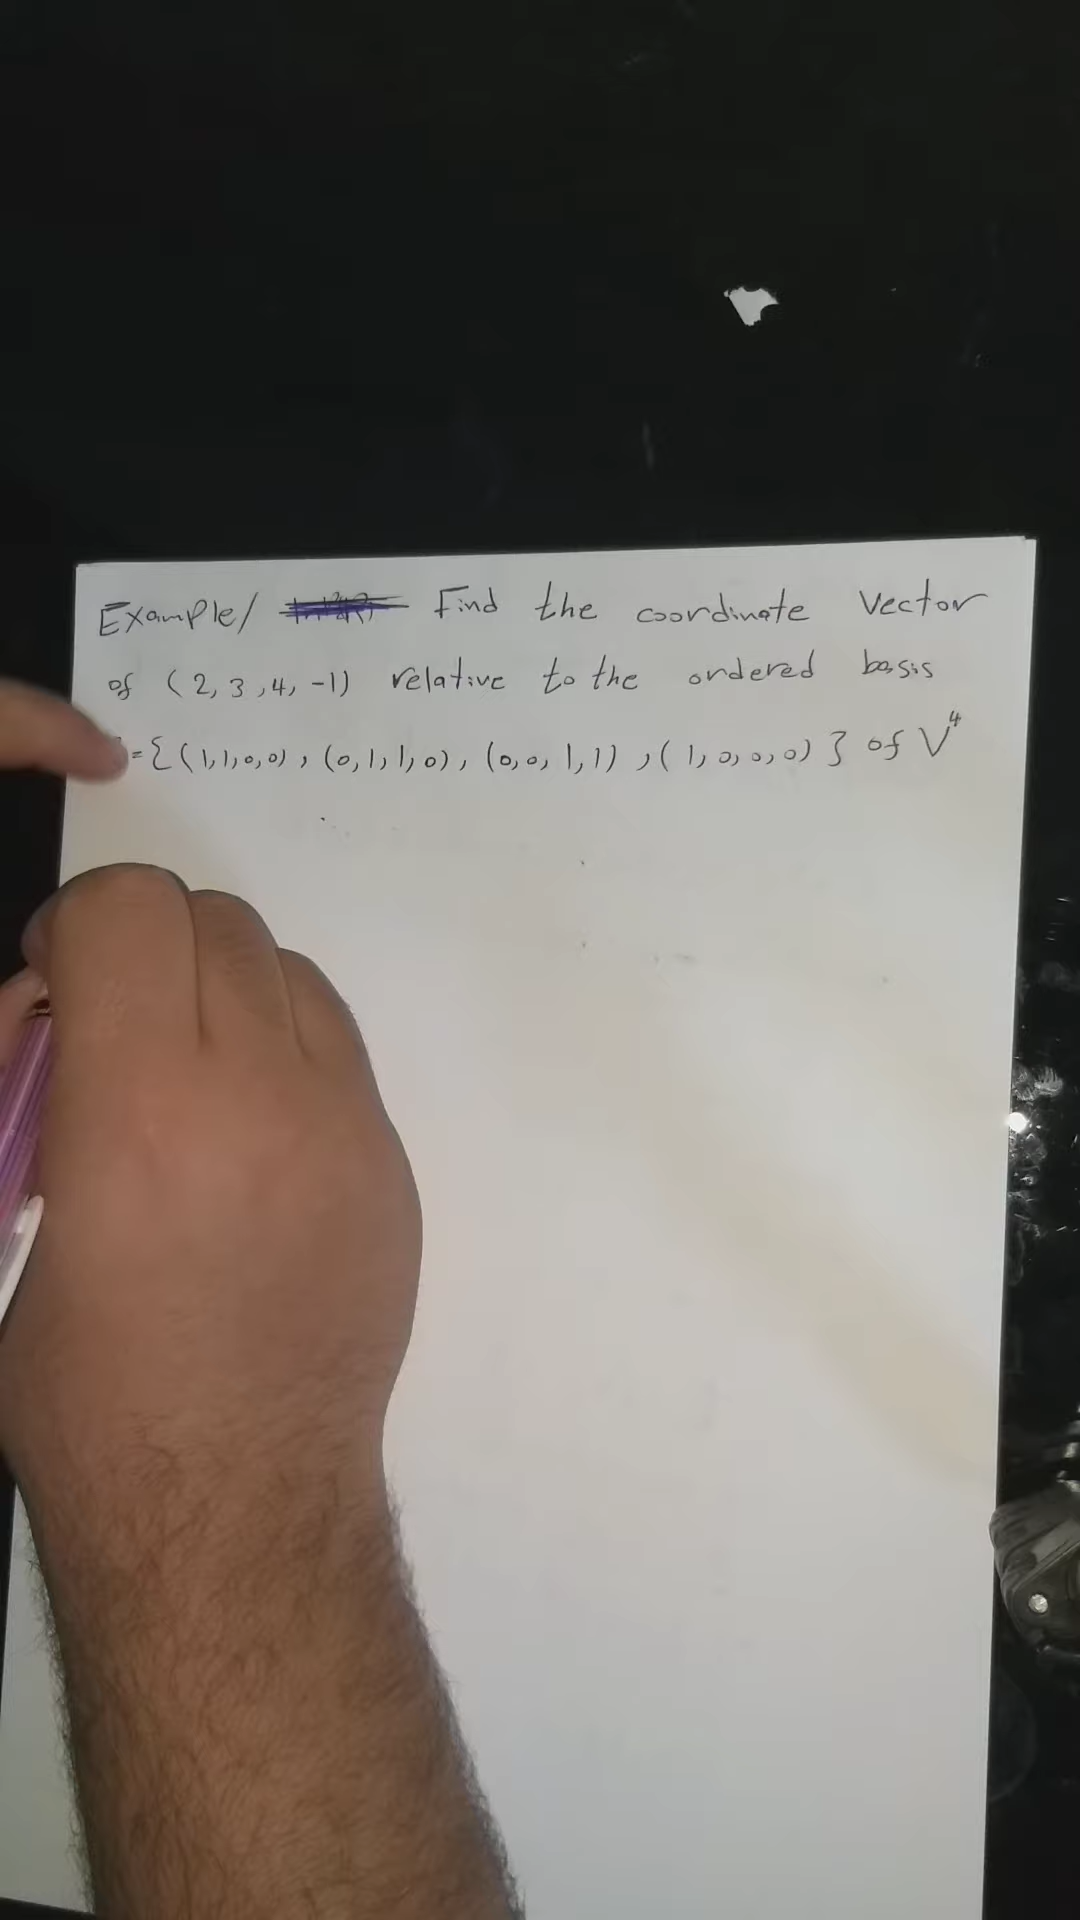 Example/ Find the coordinate Vector
of (2, 3, 4, -1) relative to the ordered basis
= { (1,1,0,0) , (0,1,1,0) , (0,0,1,1) , (1,0,0,0) } of V⁴